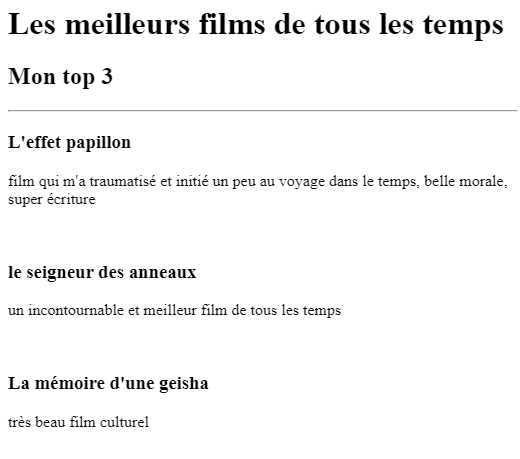 Les meilleurs films de tous les temps
Mon top 3
L'effet papillon
film qui m'a traumatisé et initié un peu au voyage dans le temps, belle morale,
super écriture
le seigneur des anneaux
un incontournable et meilleur film de tous les temps
La mémoire d'une geisha
très beau film culturel